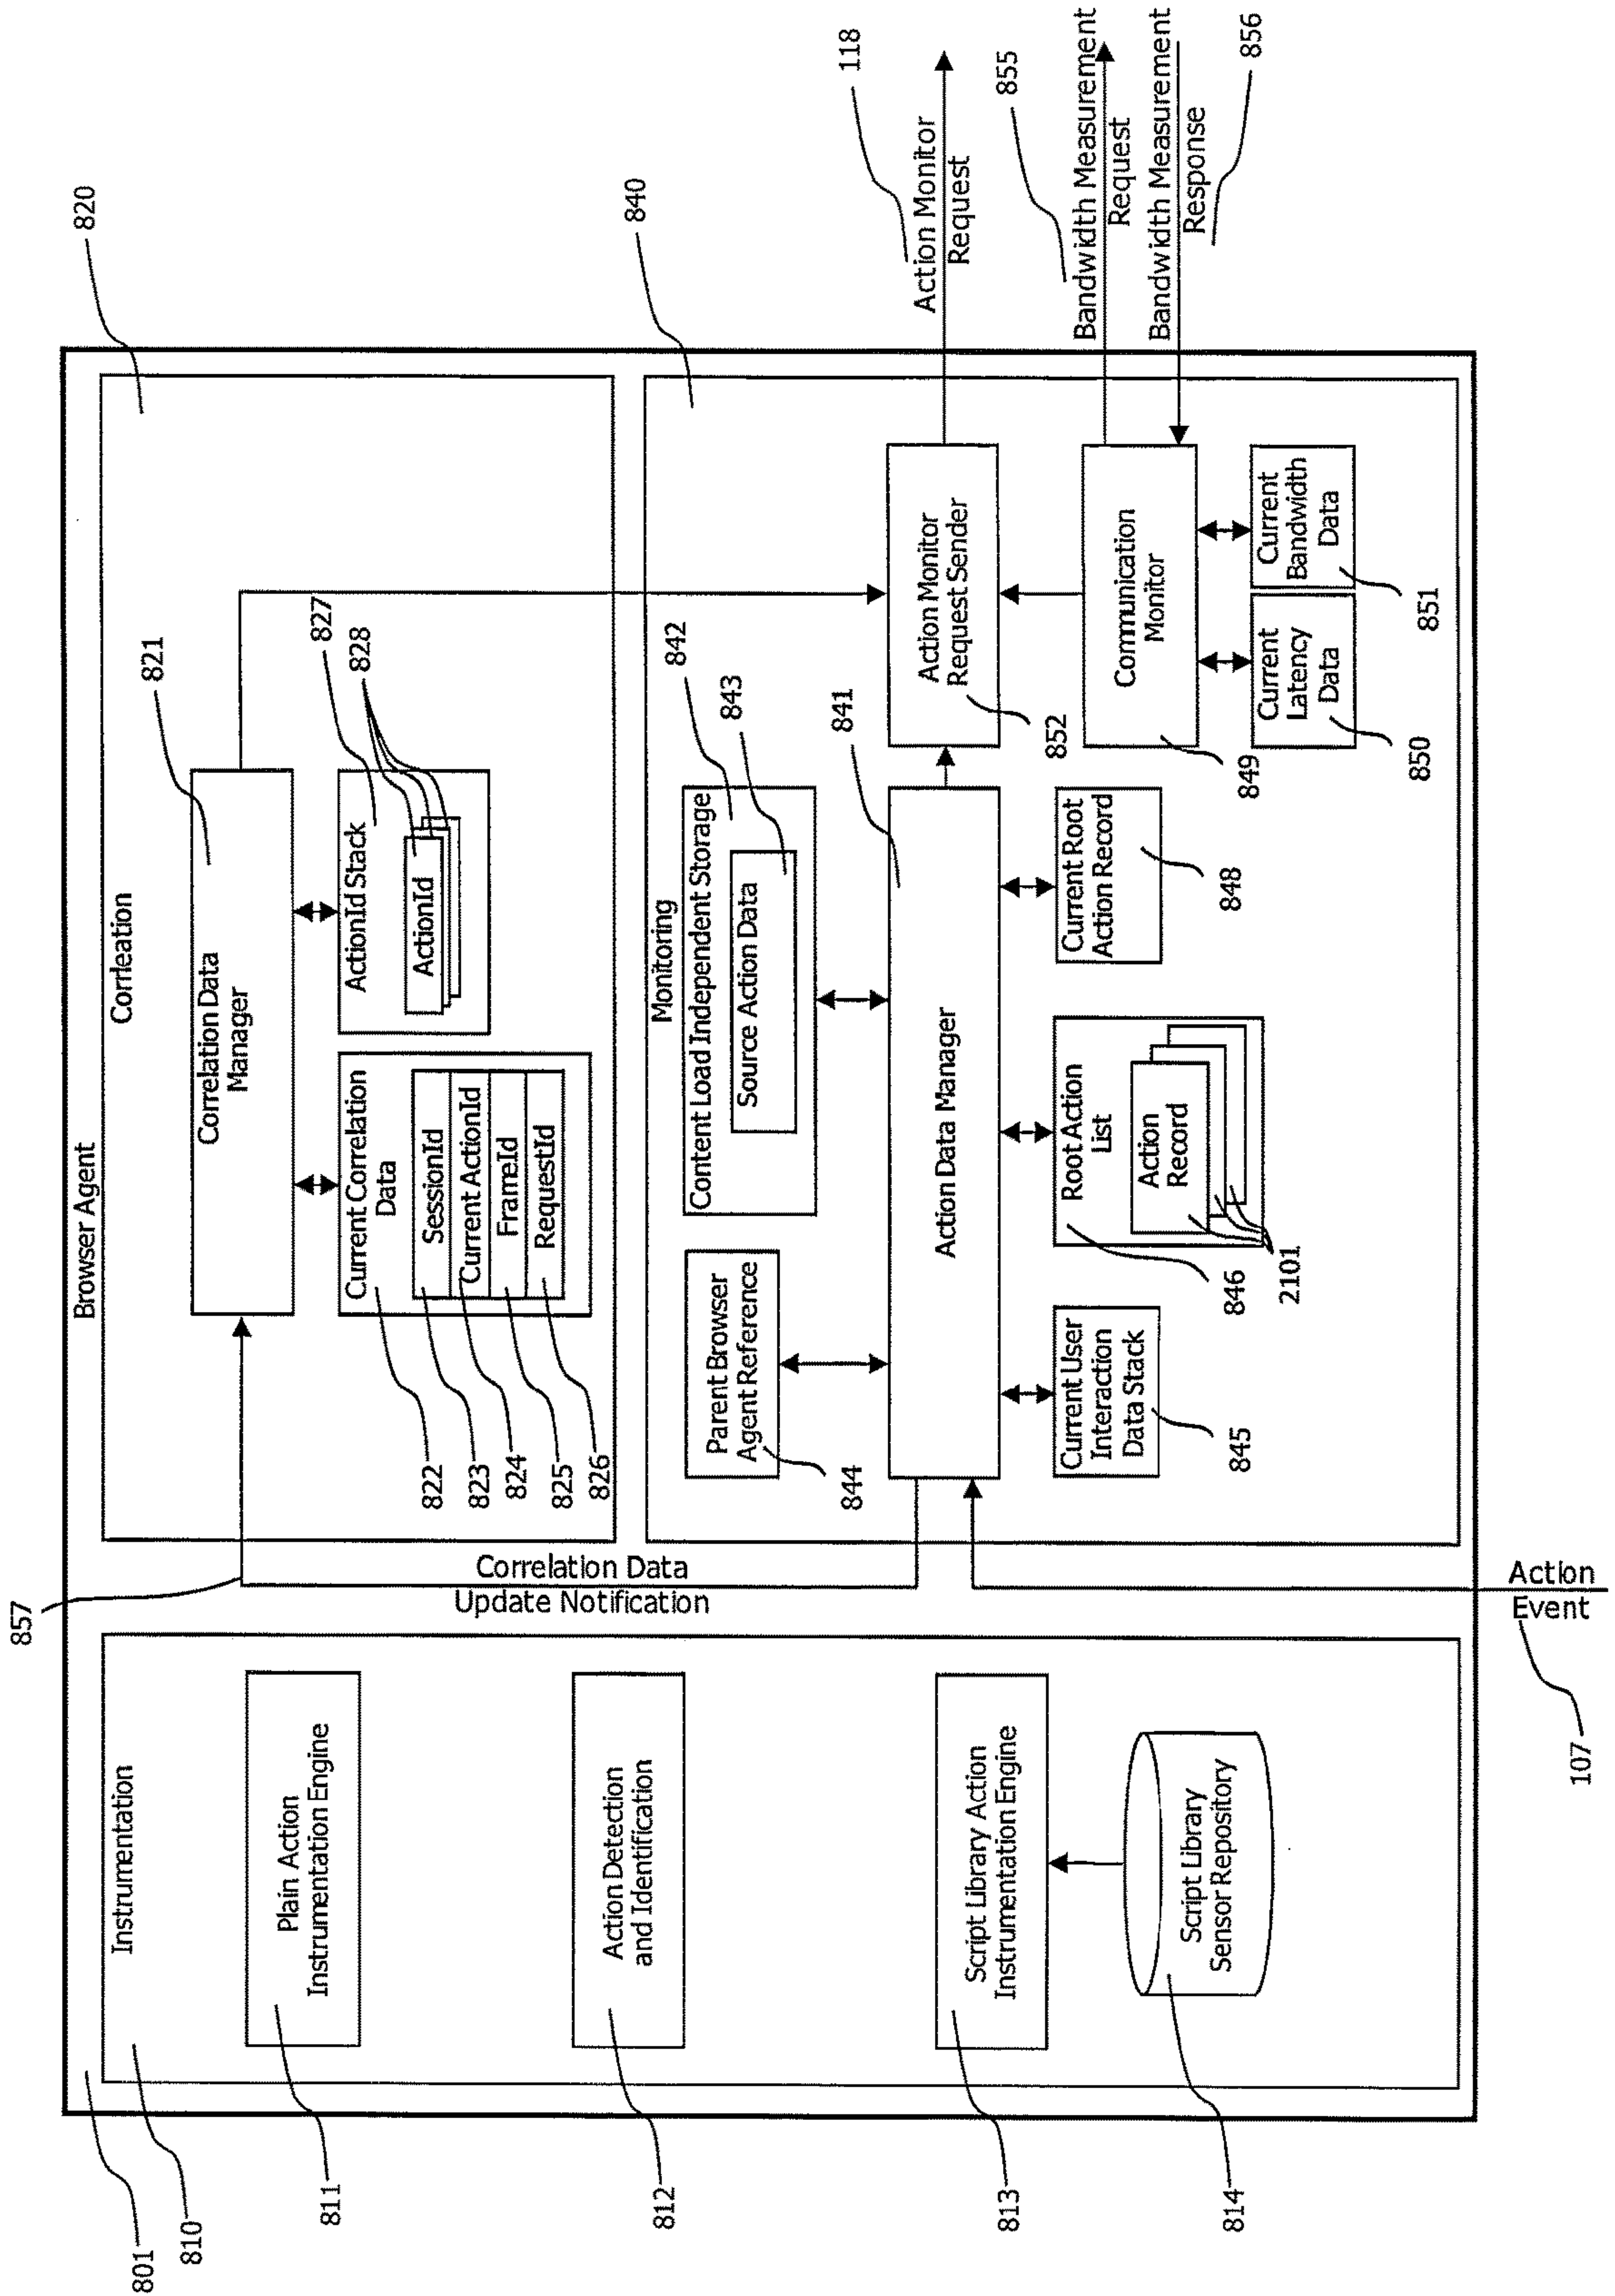 801
Browser Agent
857
810
Instrumentation
811
Plain Action
Instrumentation Engine
812
Action Detection
and Identification
813
Script Library Action
Instrumentation Engine
814
Script Library
Sensor Repository
Correlation Data
Update Notification
Action
Event
107
820
Corrleation
821
Correlation Data
Manager
Current Correlation
Data
SessionId
Current ActionId
FrameId
RequestId
822
823
824
825
826
ActionId Stack
ActionId
827
828
840
Monitoring
Parent Browser
Agent Reference
844
Content Load Independent Storage
Source Action Data
842
843
Action Data Manager
841
Current User
Interaction
Data Stack
845
Root Action
List
Action
Record
846
2101
Current Root
Action Record
848
Action Monitor
Request Sender
852
Communication
Monitor
849
Current
Latency
Data
850
Current
Bandwidth
Data
851
118
Action Monitor
Request
855
Bandwidth Measurement
Request
Bandwidth Measurement
Response
856